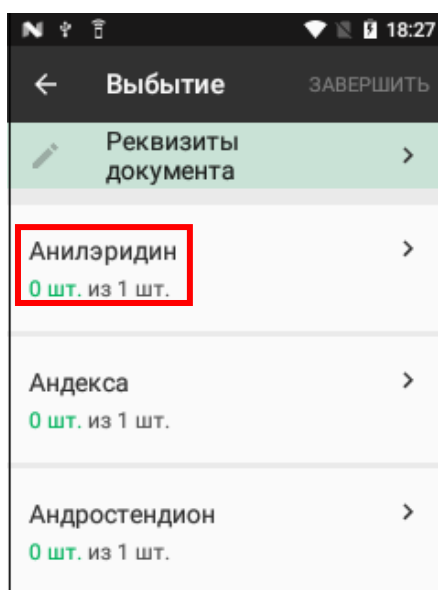 18:27
Выбытие
ЗАВЕРШИТЬ
Реквизиты
документа
Анилэридин
0 шт. из 1 шт.
Андекса
0 шт. из 1 шт.
Андростендион
0 шт. из 1 шт.